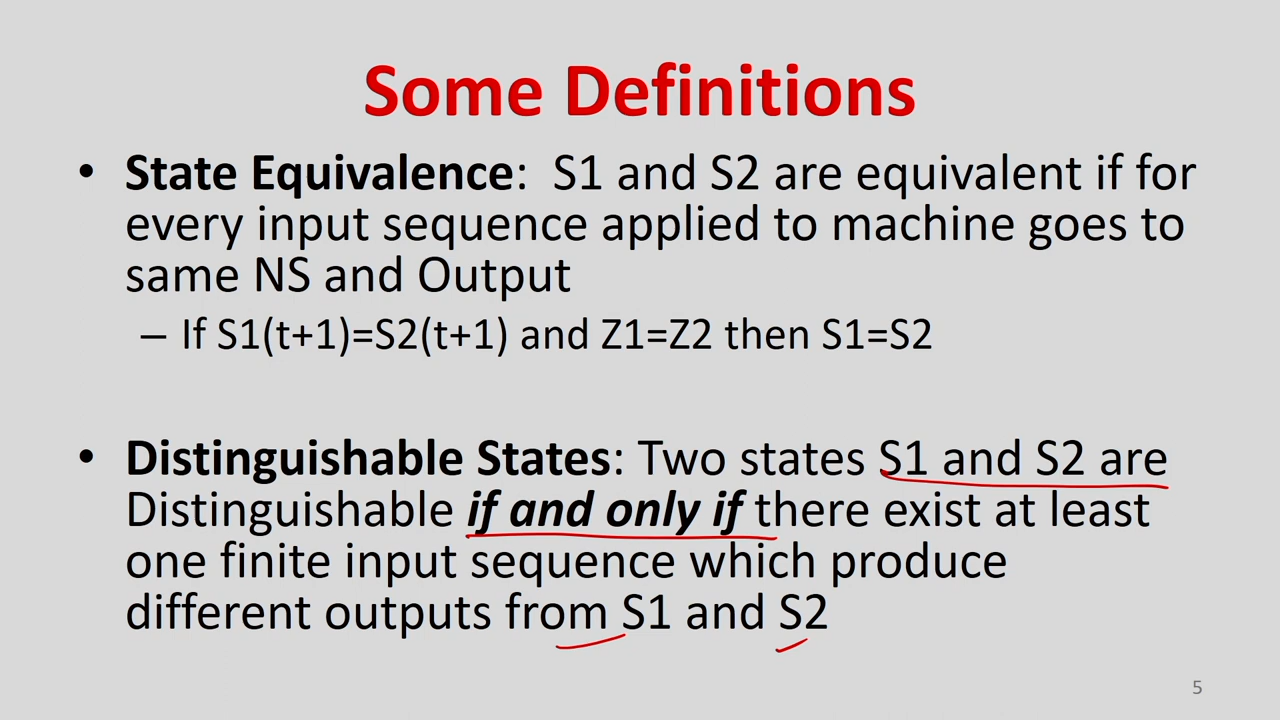 Some Definitions
• State Equivalence: S1 and S2 are equivalent if for
every input sequence applied to machine goes to
same NS and Output
– If S1(t+1)=S2(t+1) and Z1=Z2 then S1=S2
• Distinguishable States: Two states S1 and S2 are
Distinguishable if and only if there exist at least
one finite input sequence which produce
different outputs from S1 and S2
5